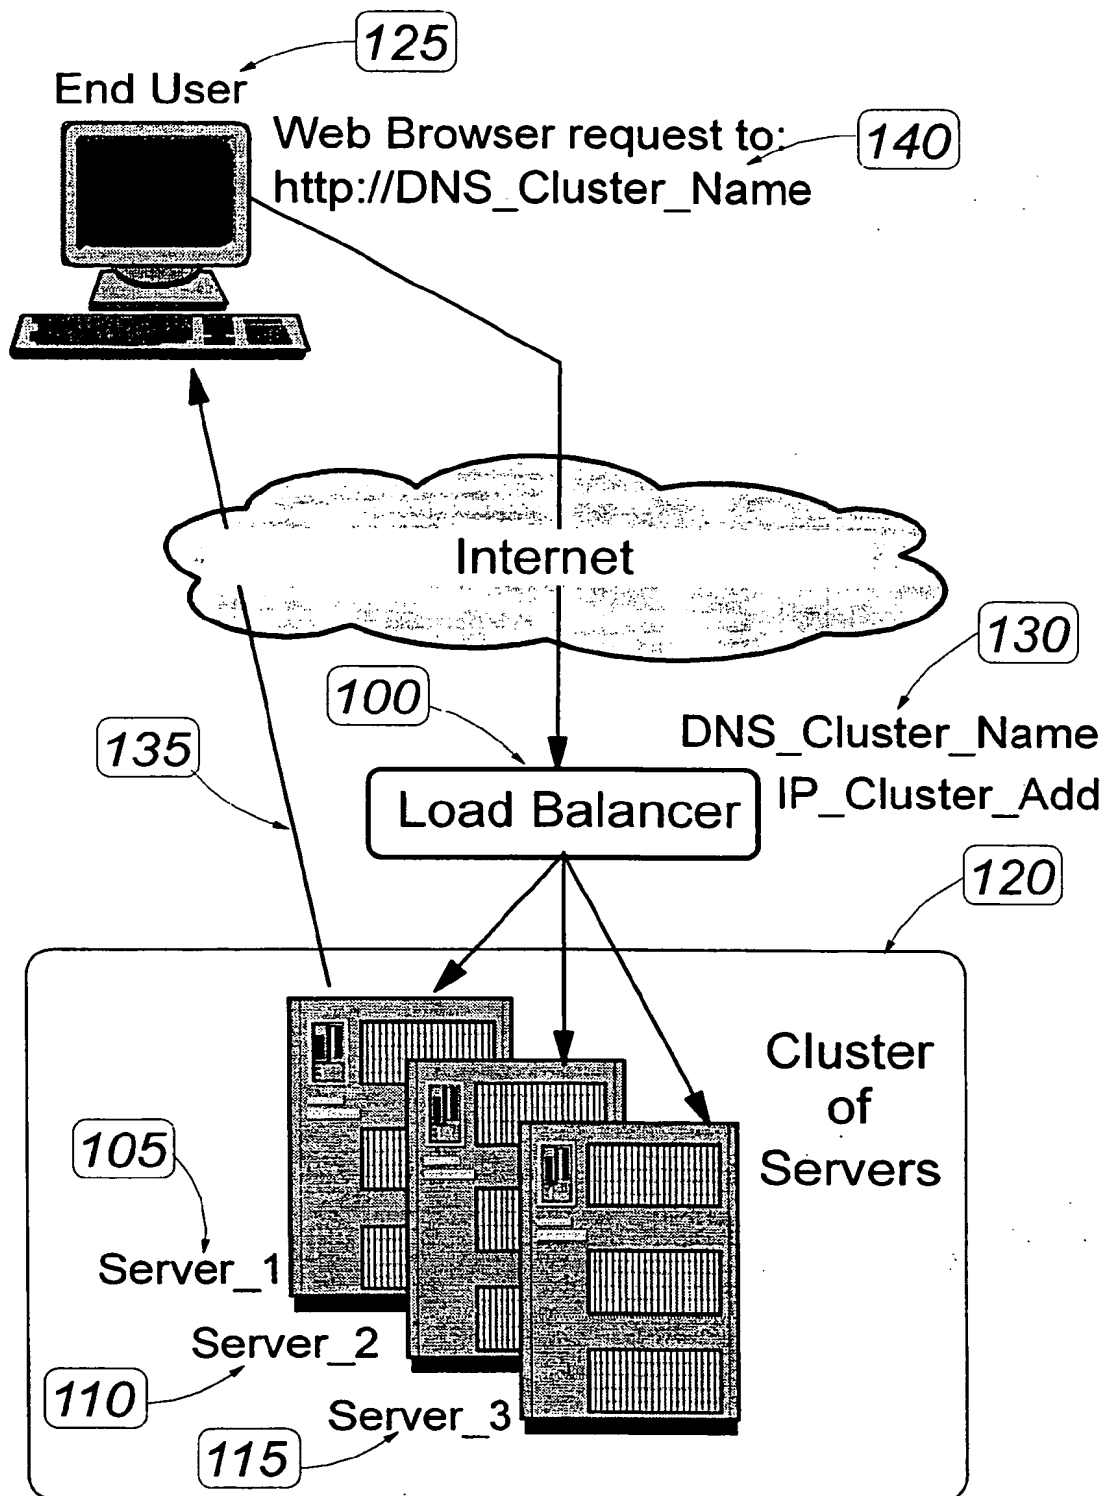 125
End User
Web Browser request to:
140
http://DNS_Cluster_Name
Internet
130
100
DNS_Cluster_Name
135
IP_Cluster_Add
Load Balancer
120
Cluster
of
Servers
105
Server_1
Server_2
110
Server_3
115